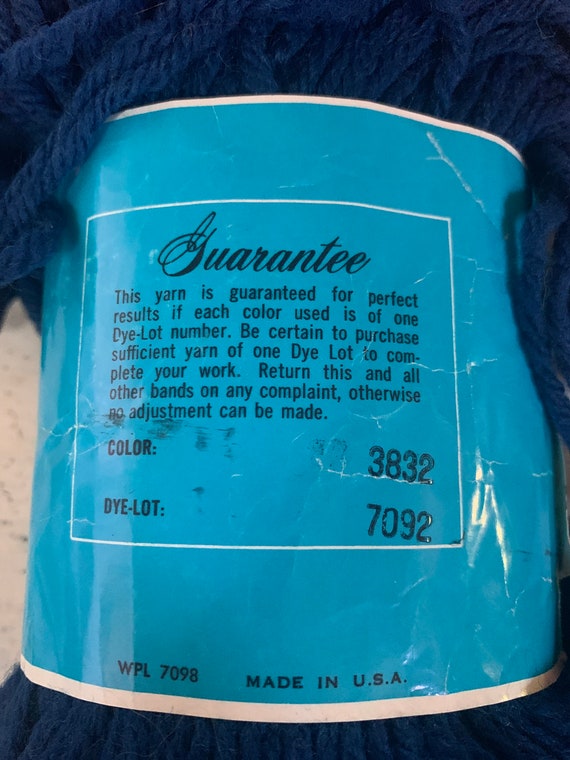 Guarantee
This yarn is guaranteed for perfect
results if each color used is of one
Dye-Lot number. Be certain to purchase
sufficient yarn of one Dye Lot to com-
plete your work. Return this and all
other bands on any complaint, otherwise
no adjustment can be made.
COLOR: 3832
DYE-LOT: 7092
WPL 7098 MADE IN U.S.A.